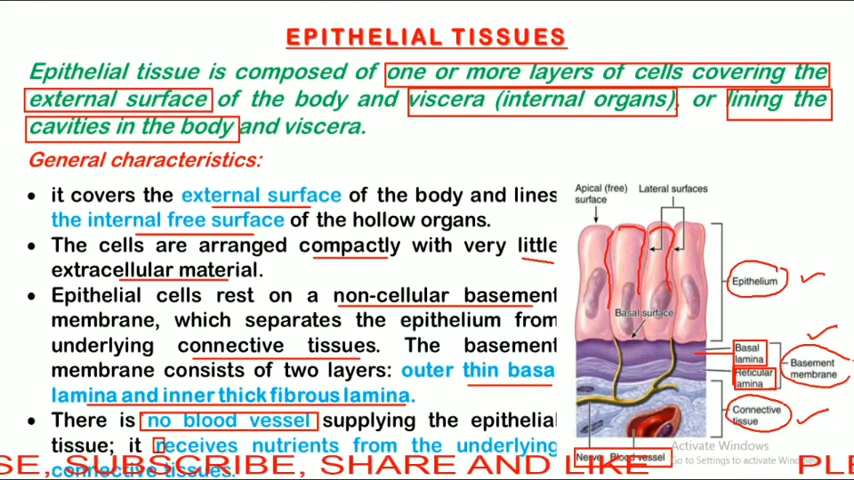 EPITHELIAL TISSUES
Epithelial tissue is composed of one or more layers of cells covering the
external surface of the body and viscera (internal organs), or lining the
cavities in the body and viscera.
General characteristics:
• it covers the external surface of the body and lines
the internal free surface of the hollow organs.
• The cells are arranged compactly with very little
extracellular material.
• Epithelial cells rest on a non-cellular basement
membrane, which separates the epithelium from
underlying connective tissues. The basement
membrane consists of two layers: outer thin basa
lamina and inner thick fibrous lamina.
• There is no blood vessel supplying the epithelial
tissue; it receives nutrients from the underlying
connective tissues.
Apical (free)
surface
Lateral surfaces
Epithelium
Basal surface
Basal
lamina
Reticular
lamina
Basement
membrane
Connective
tissue
Nerve
Blood vessel
Activate Windows
Go to Settings to activate Windows
SE, SUBSCRIBE, SHARE AND LIKE
PLE